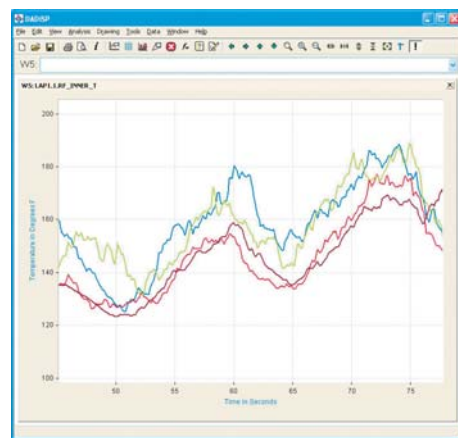 DADiSP
File Edit View Analysis Drawing Tools Data Window Help
W5:
W5: LAP1.LRF_INNER_T
200
180
160
140
120
100
Temperature in Degrees F
50 55 60 65 70 75
Time in Seconds